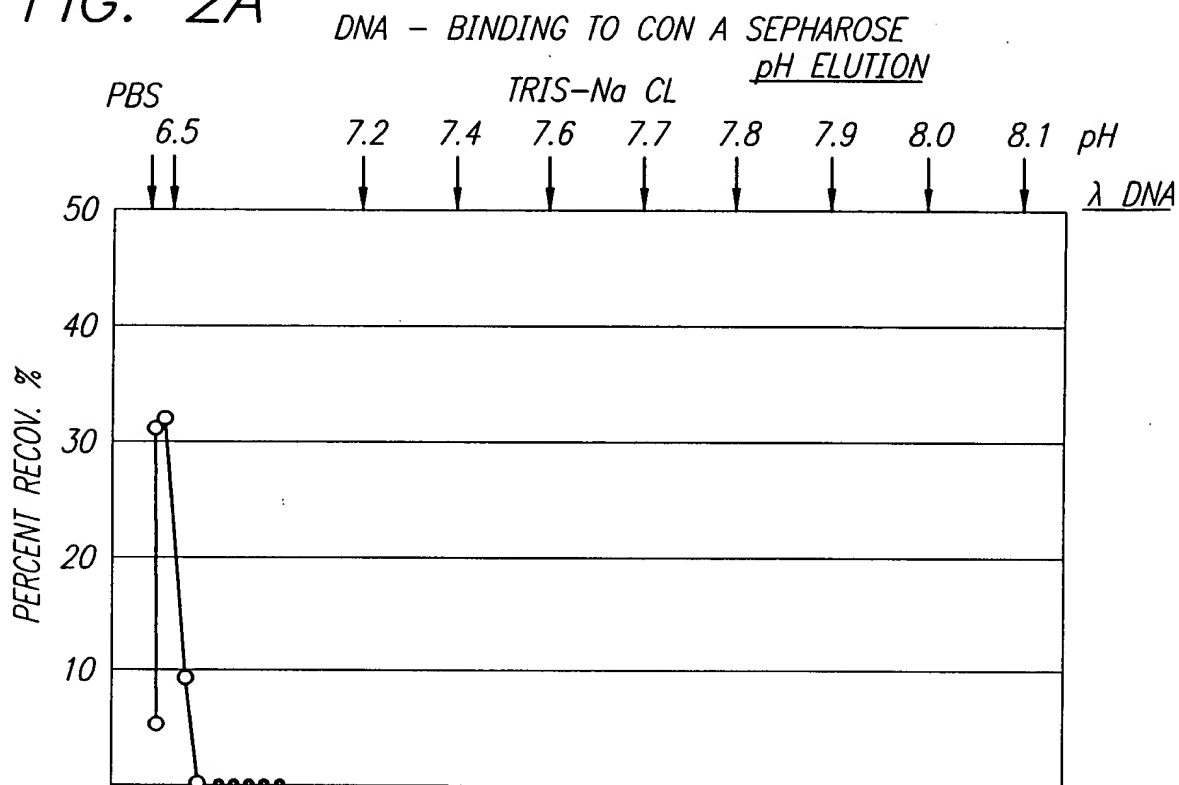 FIG. 2A
DNA - BINDING TO CON A SEPHAROSE
pH ELUTION
PBS
TRIS-Na CL
6.5 7.2 7.4 7.6 7.7 7.8 7.9 8.0 8.1 pH
λ DNA
50
40
30
20
10
PERCENT RECOV. %